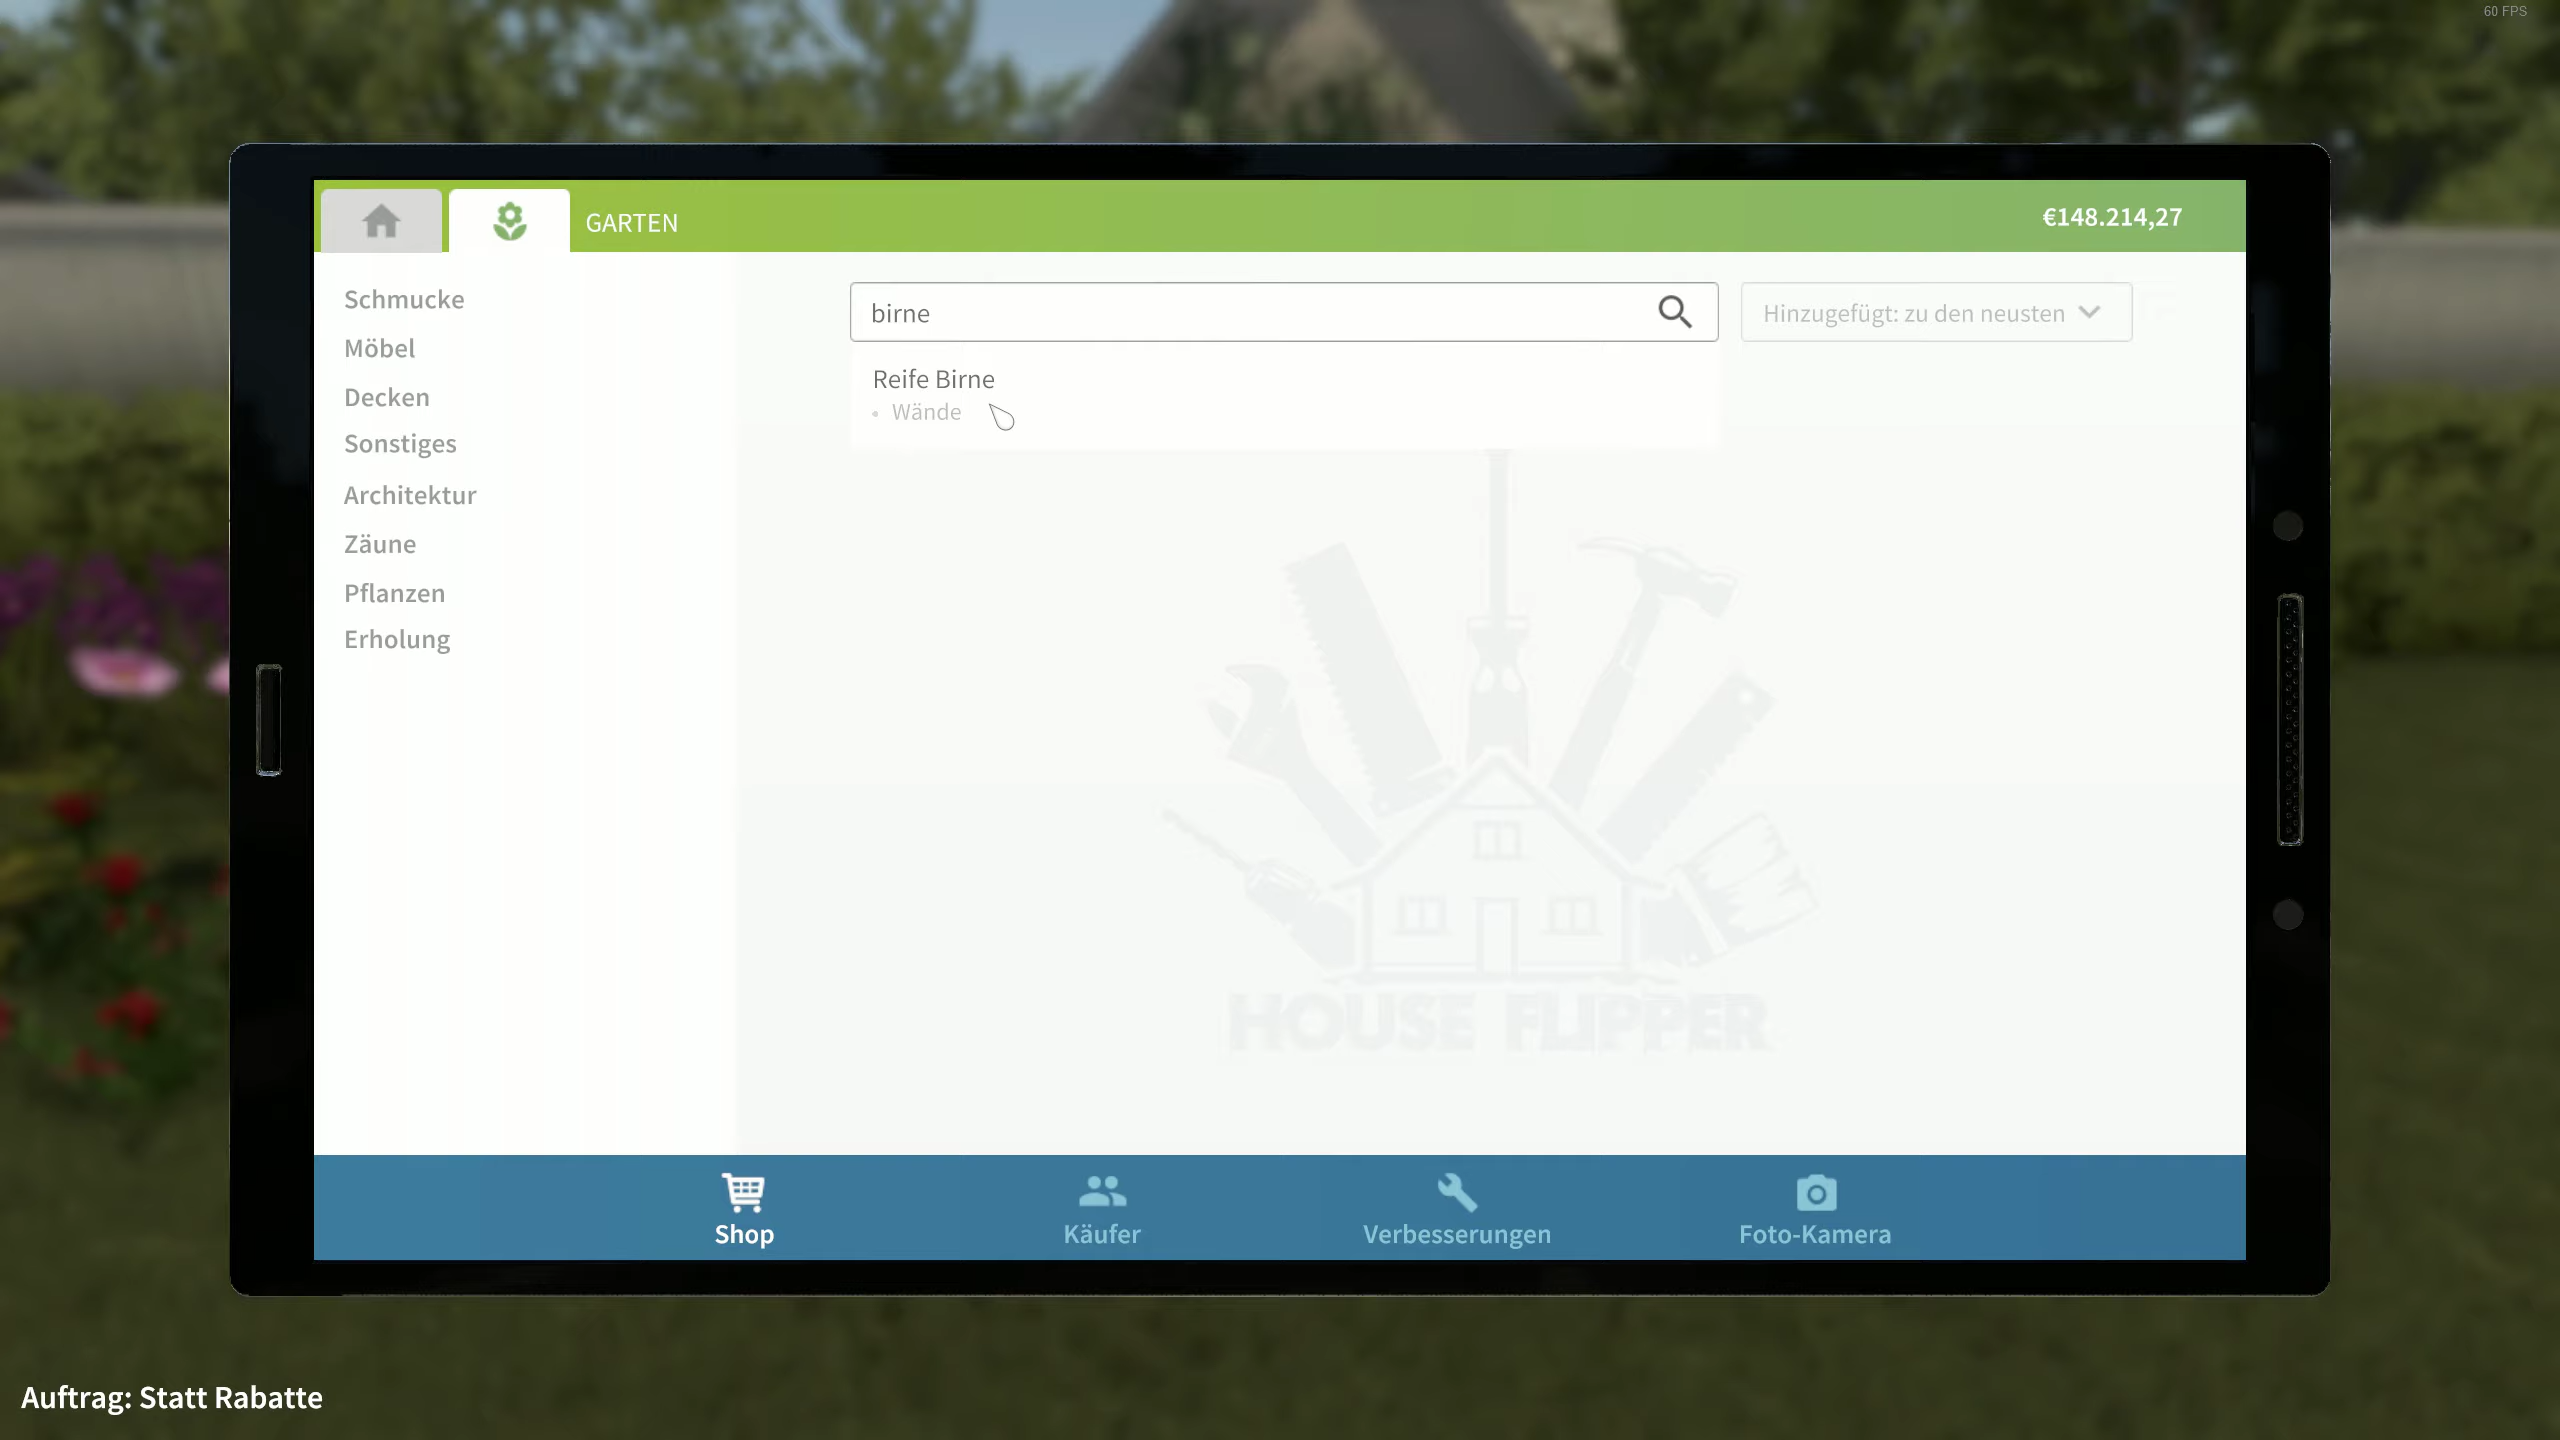 60 FPS
GARTEN
€148.214,27
Schmucke
Möbel
Decken
Sonstiges
Architektur
Zäune
Pflanzen
Erholung
birne
Hinzugefügt: zu den neusten
Reife Birne
• Wände
HOUSE FLIPPER
Shop
Käufer
Verbesserungen
Foto-Kamera
Auftrag: Statt Rabatte